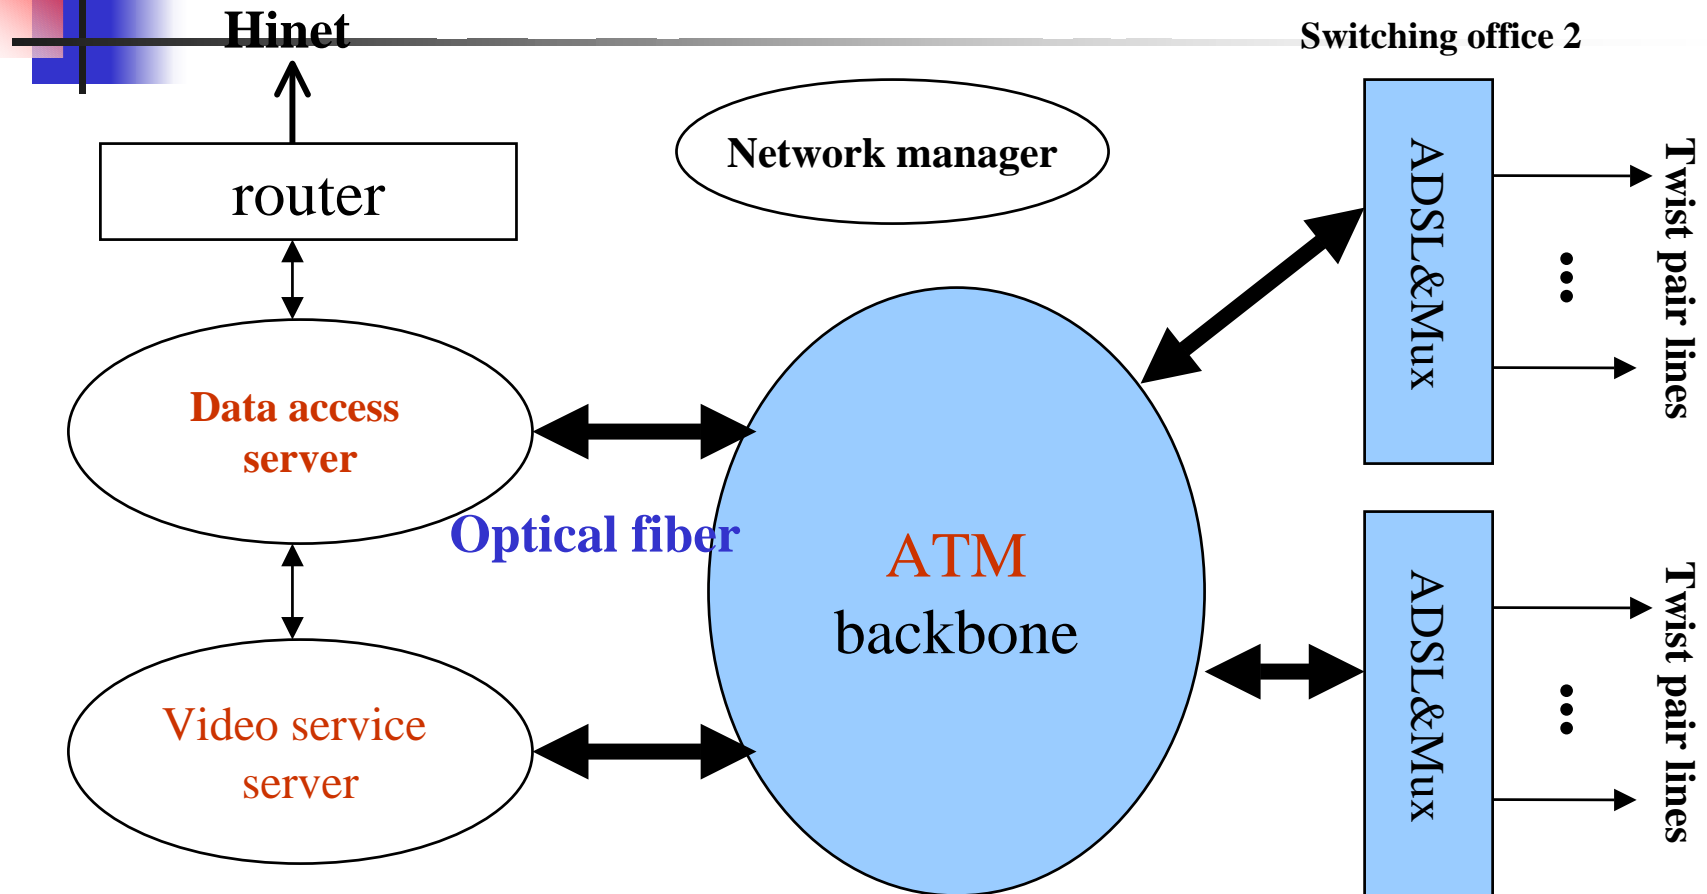 Hinet
Switching office 2
Network manager
router
ADSL&Mux
Twist pair lines
Data access
server
Optical fiber
ATM
backbone
ADSL&Mux
Twist pair lines
Video service
server